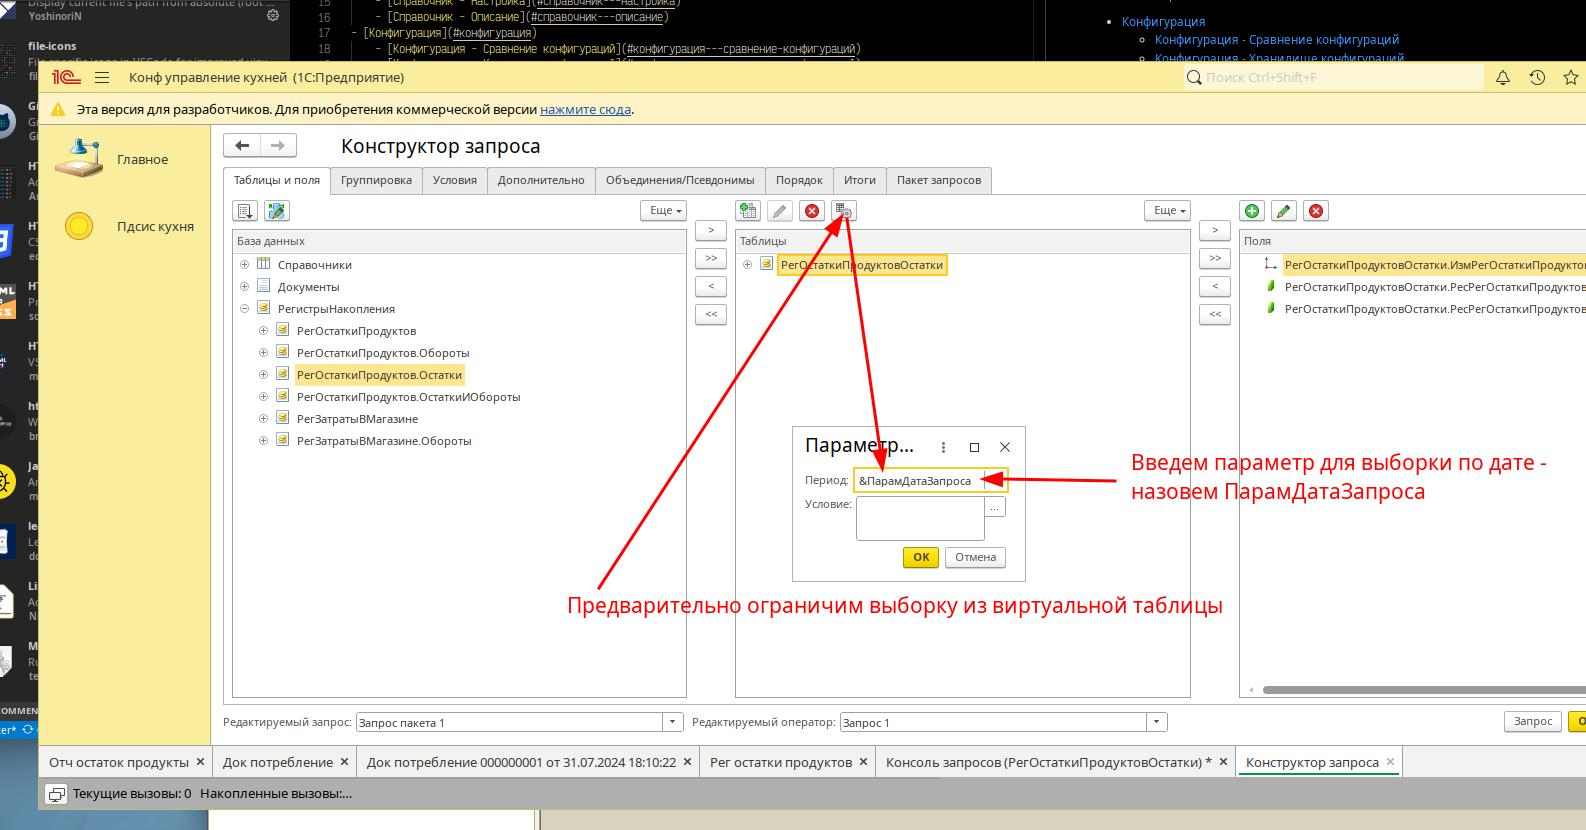 YoshinoriN
file-icons
15 - [Справочник - Настройка](#справочник---настройка)
16 - [Справочник - Описание](#справочник---описание)
17 - [Конфигурация](#конфигурация)
18 - [Конфигурация - Сравнение конфигураций](#конфигурация---сравнение-конфигураций)
Конфигурация
Конфигурация - Сравнение конфигураций
Конфигурация - Хранилище конфигураций
1С Конф управление кухней (1С:Предприятие)
Поиск Ctrl+Shift+F
Эта версия для разработчиков. Для приобретения коммерческой версии нажмите сюда.
Главное
Пдсис кухня
Конструктор запроса
Таблицы и поля Группировка Условия Дополнительно Объединения/Псевдонимы Порядок Итоги Пакет запросов
Еще
Еще
База данных
Справочники
Документы
РегистрыНакопления
РегОстаткиПродуктов
РегОстаткиПродуктов.Обороты
РегОстаткиПродуктов.Остатки
РегОстаткиПродуктов.ОстаткиИОбороты
РегЗатратыВМагазине
РегЗатратыВМагазине.Обороты
>
>>
<
<<
Таблицы
РегОстаткиПродуктовОстатки
>
>>
<
<<
Поля
РегОстаткиПродуктовОстатки.ИзмРегОстаткиПродуктов
РегОстаткиПродуктовОстатки.РесРегОстаткиПродуктов
РегОстаткиПродуктовОстатки.РесРегОстаткиПродуктов
Параметр...
Период: &ПарамДатаЗапроса
Условие: ...
ОК Отмена
Введем параметр для выборки по дате -
назовем ПарамДатаЗапроса
Предварительно ограничим выборку из виртуальной таблицы
Редактируемый запрос: Запрос пакета 1 Редактируемый оператор: Запрос 1 Запрос
Отч остаток продукты × Док потребление × Док потребление 000000001 от 31.07.2024 18:10:22 × Рег остатки продуктов × Консоль запросов (РегОстаткиПродуктовОстатки) * × Конструктор запроса ×
Текущие вызовы: 0 Накопленные вызовы:...